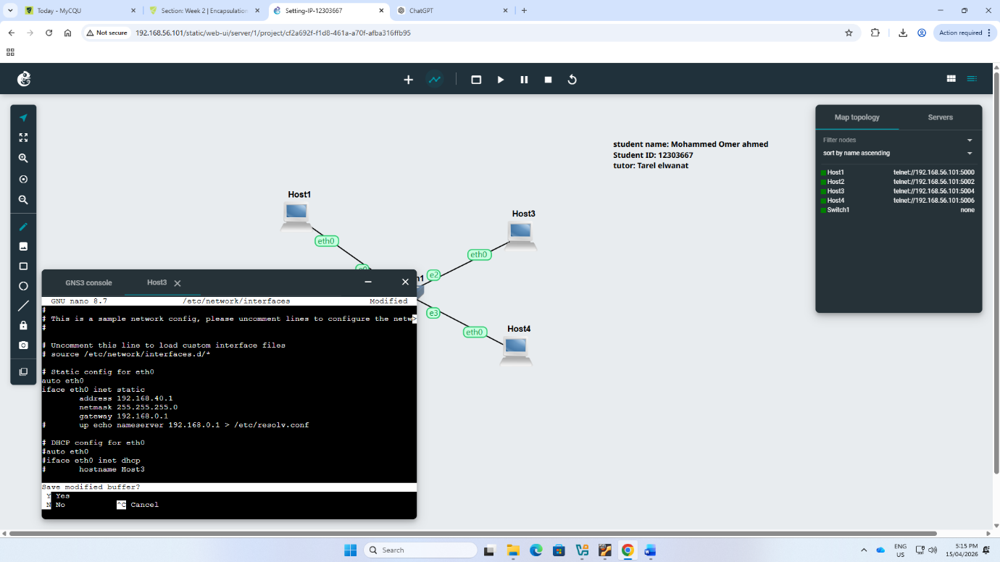 Today - MyCQU
Section: Week 2 | Encapsulation
Setting-IP-12303667
ChatGPT
Not secure
192.168.56.101/static/web-ui/server/1/project/cf2a692f-f1d8-461a-a70f-afba316ffb95
Action required
student name: Mohammed Omer ahmed
Student ID: 12303667
tutor: Tarel elwanat
Map topology
Servers
Filter nodes
sort by name ascending
Host1 telnet://192.168.56.101:5000
Host2 telnet://192.168.56.101:5002
Host3 telnet://192.168.56.101:5004
Host4 telnet://192.168.56.101:5006
Switch1 none
Host1
eth0
Host3
eth0
e2
e3
eth0
Host4
GNS3 console
Host3
GNU nano 8.7 /etc/network/interfaces Modified
#
# This is a sample network config, please uncomment lines to configure the netw>
#
# Uncomment this line to load custom interface files
# source /etc/network/interfaces.d/*
# Static config for eth0
auto eth0
iface eth0 inet static
address 192.168.40.1
netmask 255.255.255.0
gateway 192.168.0.1
# up echo nameserver 192.168.0.1 > /etc/resolv.conf
# DHCP config for eth0
#auto eth0
#iface eth0 inet dhcp
# hostname Host3
Save modified buffer?
Y Yes
N No ^C Cancel
Search
ENG
US
5:15 PM
15/04/2026